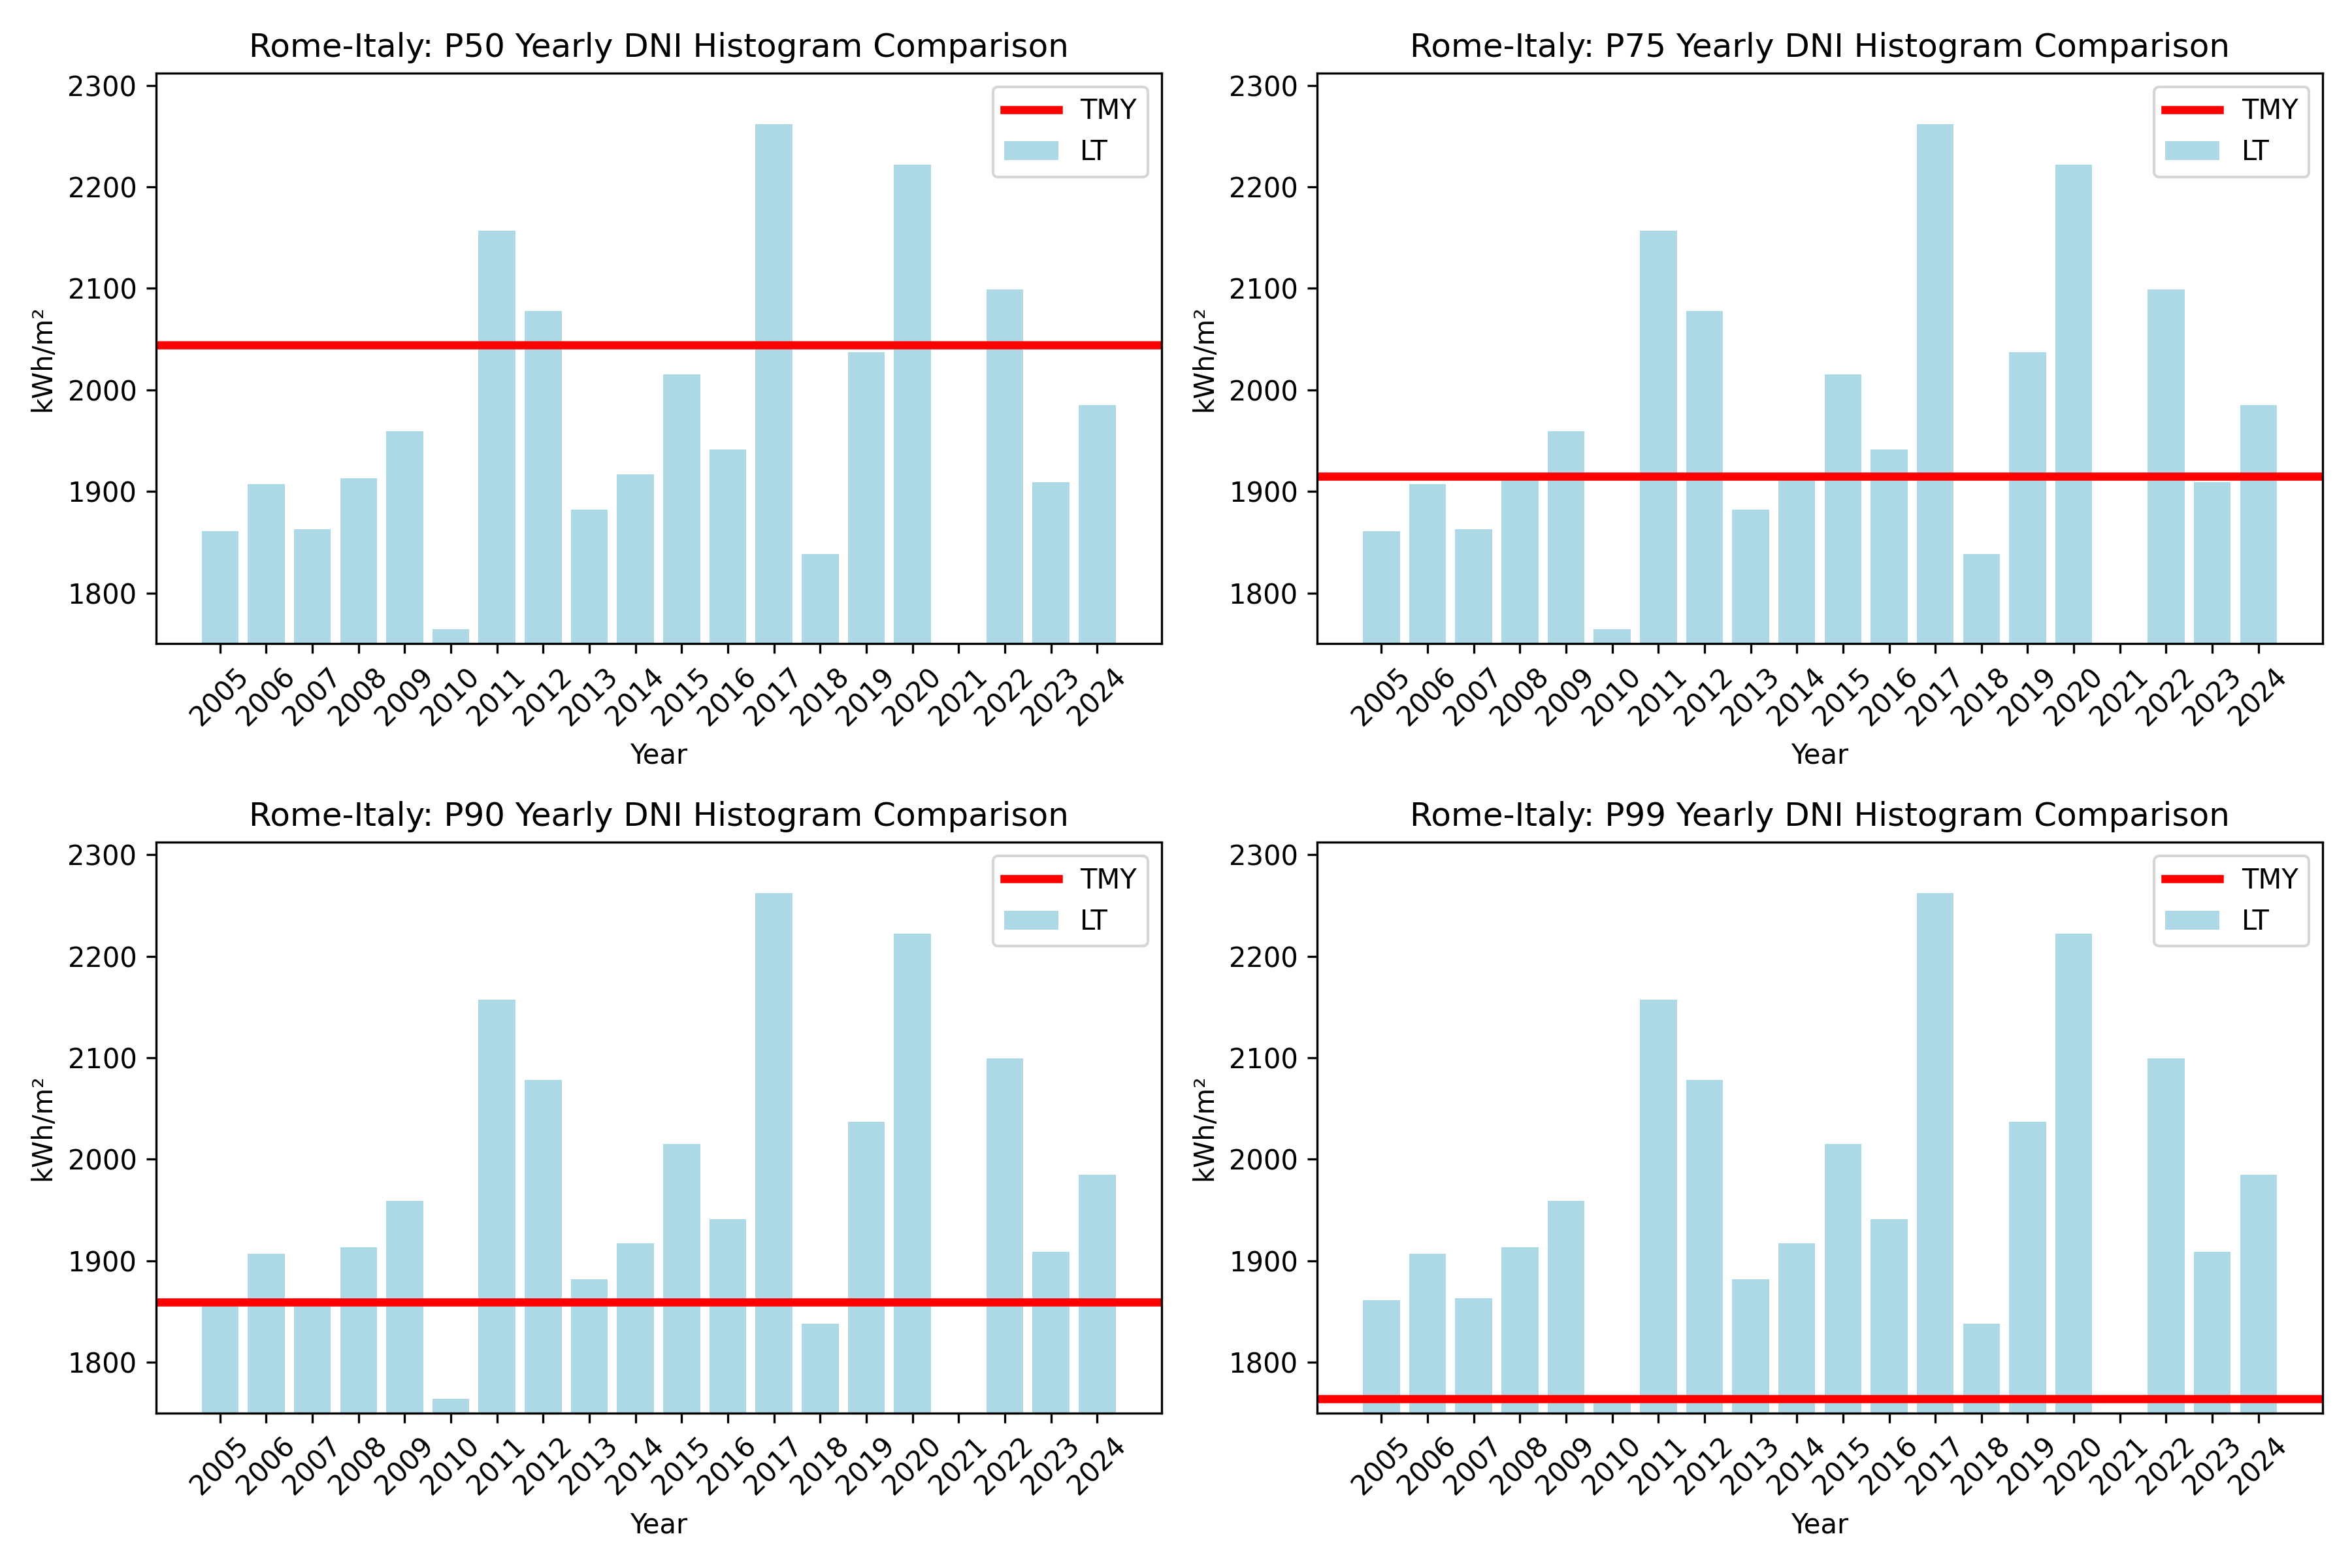 Rome-Italy: P50 Yearly DNI Histogram Comparison
2300
2200
2100
2000
1900
1800
kWh/m²
TMY
LT
2005 2006 2007 2008 2009 2010 2011 2012 2013 2014 2015 2016 2017 2018 2019 2020 2021 2022 2023 2024
Year
Rome-Italy: P75 Yearly DNI Histogram Comparison
2300
2200
2100
2000
1900
1800
kWh/m²
TMY
LT
2005 2006 2007 2008 2009 2010 2011 2012 2013 2014 2015 2016 2017 2018 2019 2020 2021 2022 2023 2024
Year
Rome-Italy: P90 Yearly DNI Histogram Comparison
2300
2200
2100
2000
1900
1800
kWh/m²
TMY
LT
2005 2006 2007 2008 2009 2010 2011 2012 2013 2014 2015 2016 2017 2018 2019 2020 2021 2022 2023 2024
Year
Rome-Italy: P99 Yearly DNI Histogram Comparison
2300
2200
2100
2000
1900
1800
kWh/m²
TMY
LT
2005 2006 2007 2008 2009 2010 2011 2012 2013 2014 2015 2016 2017 2018 2019 2020 2021 2022 2023 2024
Year